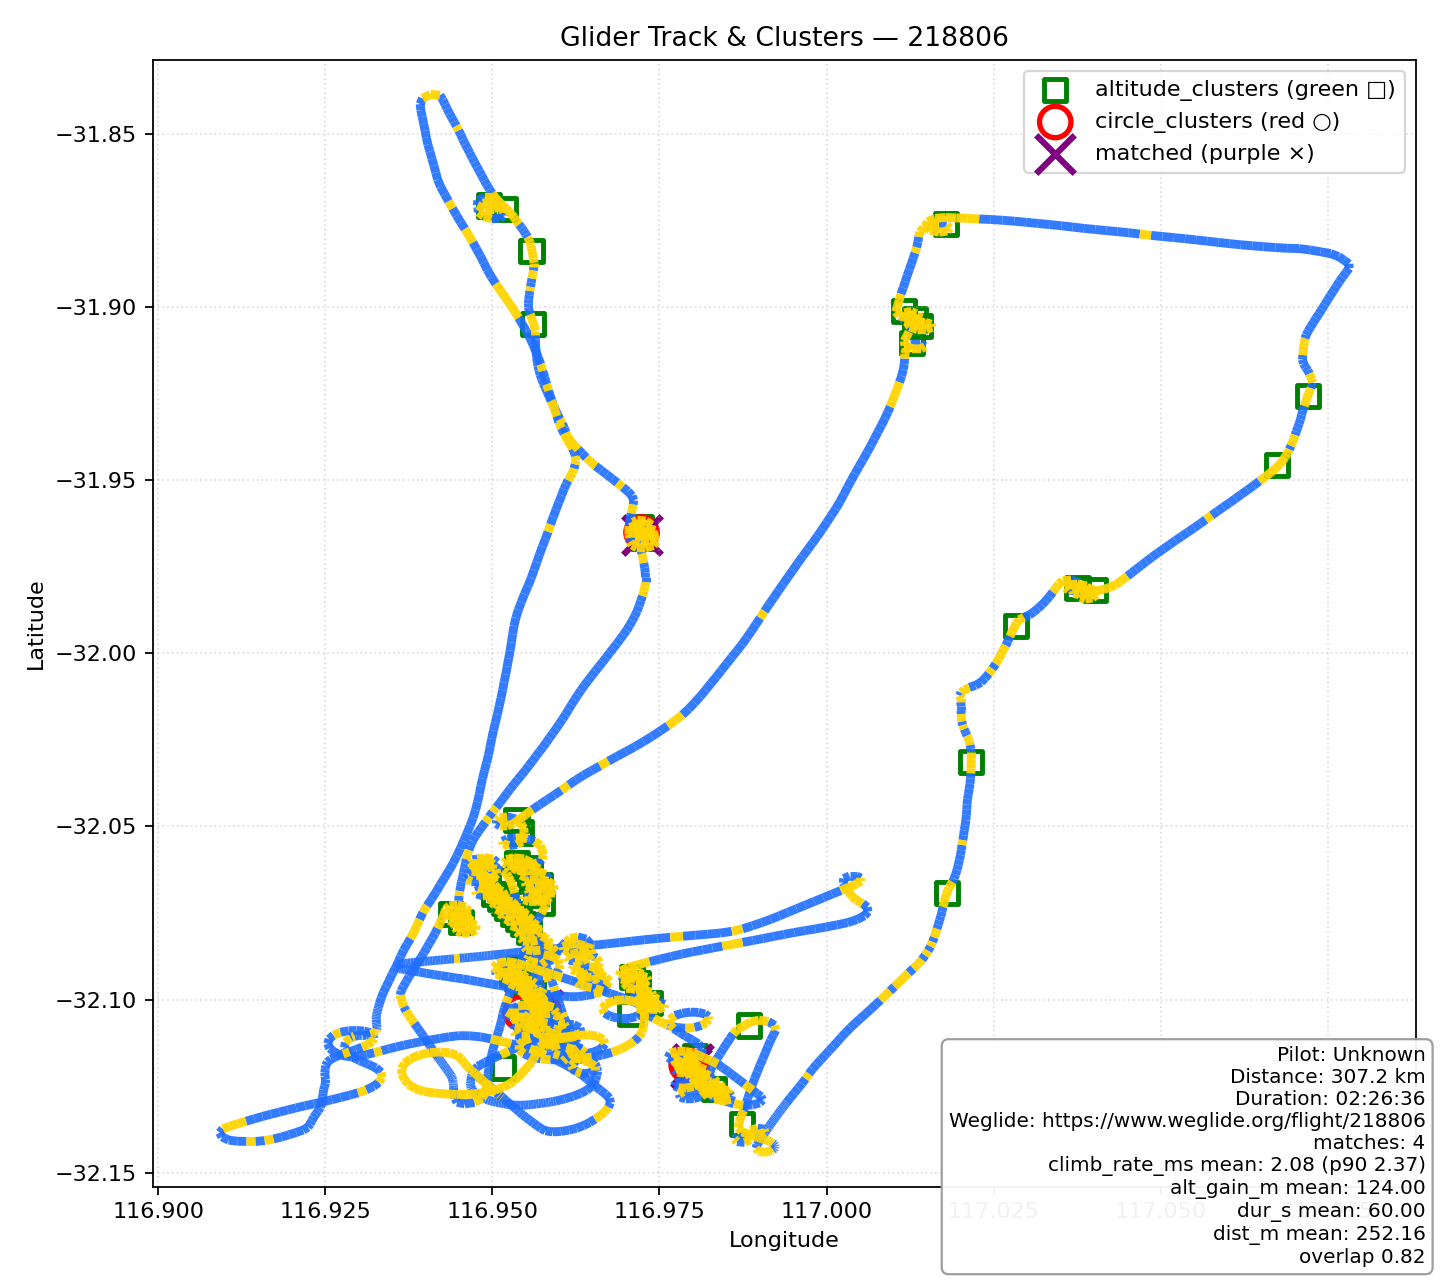 Glider Track & Clusters — 218806
altitude_clusters (green □)
circle_clusters (red ○)
matched (purple ×)
−31.85
−31.90
−31.95
−32.00
−32.05
−32.10
−32.15
Latitude
116.900
116.925
116.950
116.975
117.000
117.025
117.050
Longitude
Pilot: Unknown
Distance: 307.2 km
Duration: 02:26:36
Weglide: https://www.weglide.org/flight/218806
matches: 4
climb_rate_ms mean: 2.08 (p90 2.37)
alt_gain_m mean: 124.00
dur_s mean: 60.00
dist_m mean: 252.16
overlap 0.82